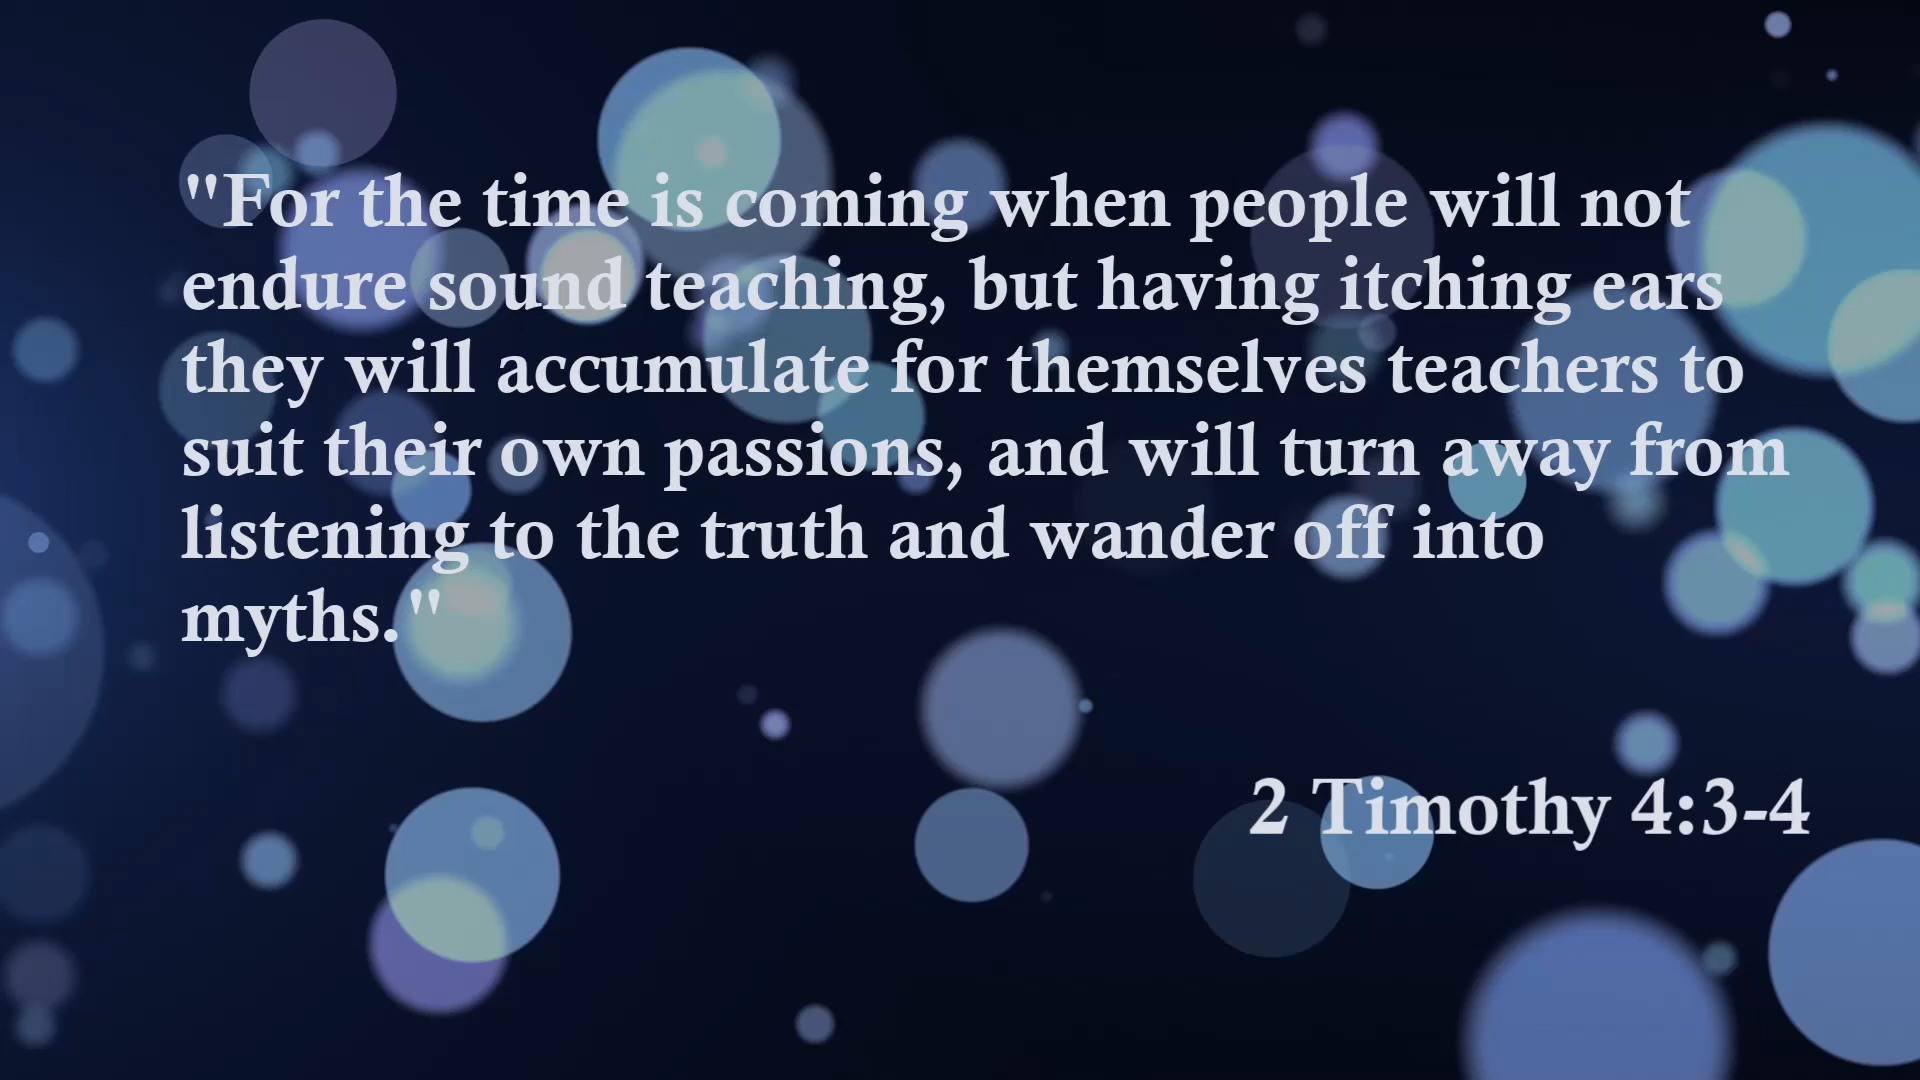 "For the time is coming when people will not
endure sound teaching, but having itching ears
they will accumulate for themselves teachers to
suit their own passions, and will turn away from
listening to the truth and wander off into
myths."
2 Timothy 4:3-4